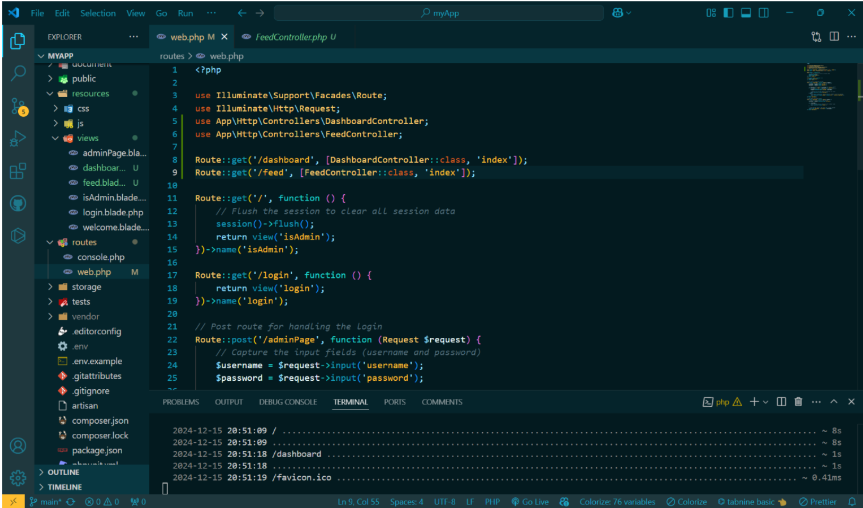 File Edit Selection View Go Run ··· ← → myApp
EXPLORER ···
MYAPP
document
public
resources
css
js
views
adminPage.bla...
dashboar... U
feed.blad... U
isAdmin.blade....
login.blade.php
welcome.blade....
routes
console.php
web.php M
storage
tests
vendor
.editorconfig
.env
.env.example
.gitattributes
.gitignore
artisan
composer.json
composer.lock
package.json
phpunit.xml
OUTLINE
TIMELINE
5
web.php M × FeedController.php U
routes > web.php
1 <?php
2
3 use Illuminate\Support\Facades\Route;
4 use Illuminate\Http\Request;
5 use App\Http\Controllers\DashboardController;
6 use App\Http\Controllers\FeedController;
7
8 Route::get('/dashboard', [DashboardController::class, 'index']);
9 Route::get('/feed', [FeedController::class, 'index']);
10
11 Route::get('/', function () {
12 // Flush the session to clear all session data
13 session()->flush();
14 return view('isAdmin');
15 })->name('isAdmin');
16
17 Route::get('/login', function () {
18 return view('login');
19 })->name('login');
20
21 // Post route for handling the login
22 Route::post('/adminPage', function (Request $request) {
23 // Capture the input fields (username and password)
24 $username = $request->input('username');
25 $password = $request->input('password');
PROBLEMS OUTPUT DEBUG CONSOLE TERMINAL PORTS COMMENTS php
2024-12-15 20:51:09 / ........ ~ 8s
2024-12-15 20:51:09 ........ ~ 8s
2024-12-15 20:51:18 /dashboard ........ ~ 1s
2024-12-15 20:51:18 ........ ~ 1s
2024-12-15 20:51:19 /favicon.ico ........ ~ 0.41ms
main* 0 0 0 Ln 9, Col 55 Spaces: 4 UTF-8 LF PHP Go Live Colorize: 76 variables Colorize tabnine basic Prettier